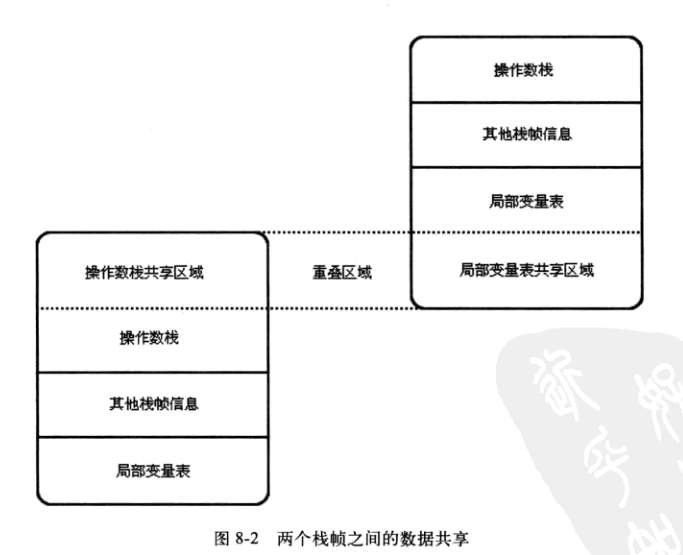 操作数栈
其他栈帧信息
局部变量表
操作数栈共享区域
重叠区域
局部变量表共享区域
操作数栈
其他栈帧信息
局部变量表
图 8-2 两个栈帧之间的数据共享